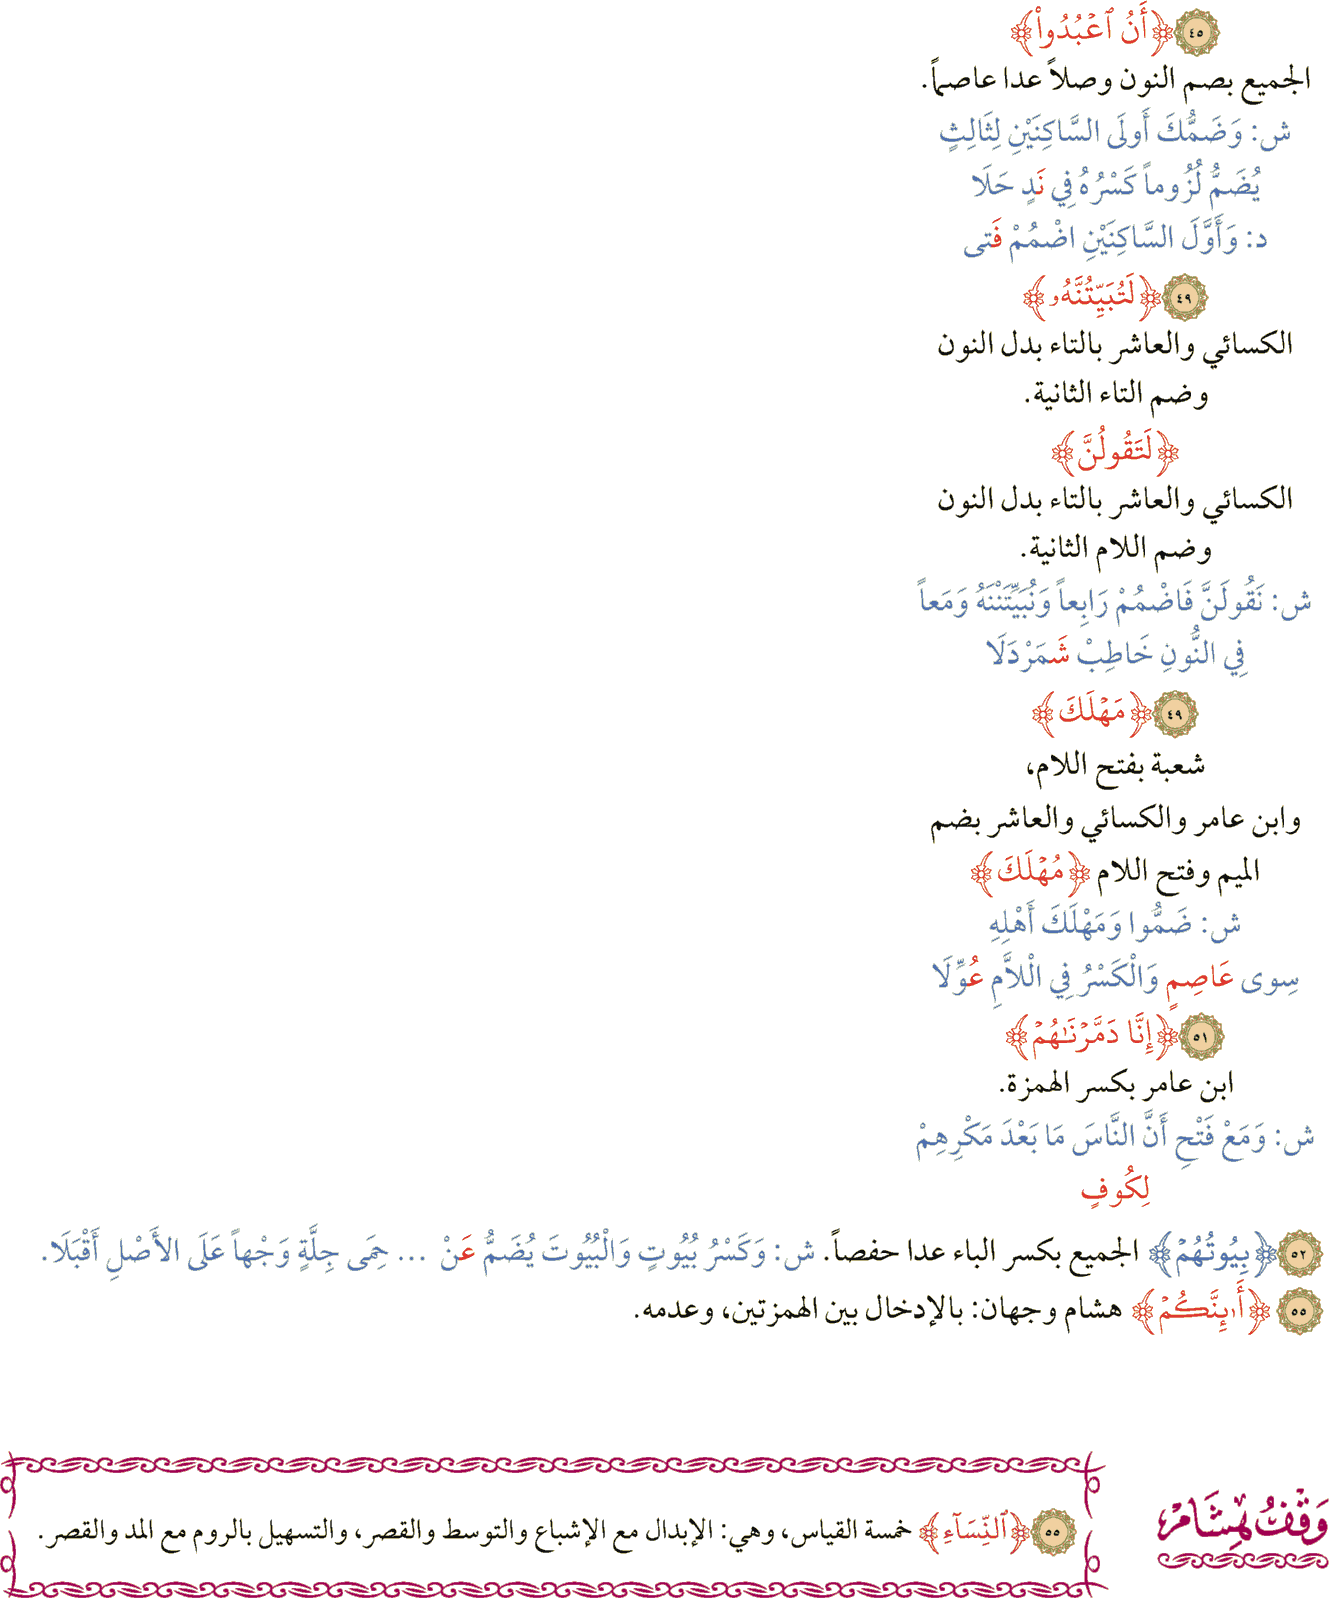 ٤٥ ﴿أَنُ ٱعْبُدُوا۟﴾
الجميع بصم النون وصلاً عدا عاصماً.
ش: وَضَمُّكَ أَولَى السَّاكِنَيْنِ لِثَالِثٍ
يُضَمُّ لُزُوماً كَسْرُهُ فِي نَدٍ حَلَا
د: وَأَوَّلَ السَّاكِنَيْنِ اضْمُمْ فَتى
٤٩ ﴿لَتُبَيِّتُنَّهُۥ﴾
الكسائي والعاشر بالتاء بدل النون
وضم التاء الثانية.
﴿لَتَقُولُنَّ﴾
الكسائي والعاشر بالتاء بدل النون
وضم اللام الثانية.
ش: نَقُولَنَّ فَاضْمُمْ رَابِعاً وَنُبَيِّتَنْنَهُ وَمَعاً
فِي النُّونِ خَاطِبْ شَمَرْدَلَا
٤٩ ﴿مَهْلَكَ﴾
شعبة بفتح اللام،
وابن عامر والكسائي والعاشر بضم
الميم وفتح اللام ﴿مُهْلَكَ﴾
ش: ضَمُّوا وَمَهْلَكَ أَهْلِهِ
سِوى عَاصِمٍ وَالْكَسْرُ فِي الْلاَّمِ عُوِّلَا
٥١ ﴿إِنَّا دَمَّرْنَٰهُمْ﴾
ابن عامر بكسر الهمزة.
ش: وَمَعْ فَتْحِ أَنَّ النَّاسَ مَا بَعْدَ مَكْرِهِمْ
لِكُوفٍ
٥٢ ﴿بِيُوتُهُمْ﴾ الجميع بكسر الباء عدا حفصاً. ش: وَكَسْرُ بُيُوتٍ وَالْبُيُوتَ يُضَمُّ عَنْ ... حِمَى جِلَّةٍ وَجْهاً عَلَى الأَصْلِ أَقْبَلَا.
٥٥ ﴿أَا۬ئِنَّكُمْ﴾ هشام وجهان: بالإدخال بين الهمزتين، وعدمه.
وَقْفُ هِشَامْ
٥٥ ﴿ٱلنِّسَآءِ﴾ خمسة القياس، وهي: الإبدال مع الإشباع والتوسط والقصر، والتسهيل بالروم مع المد والقصر.